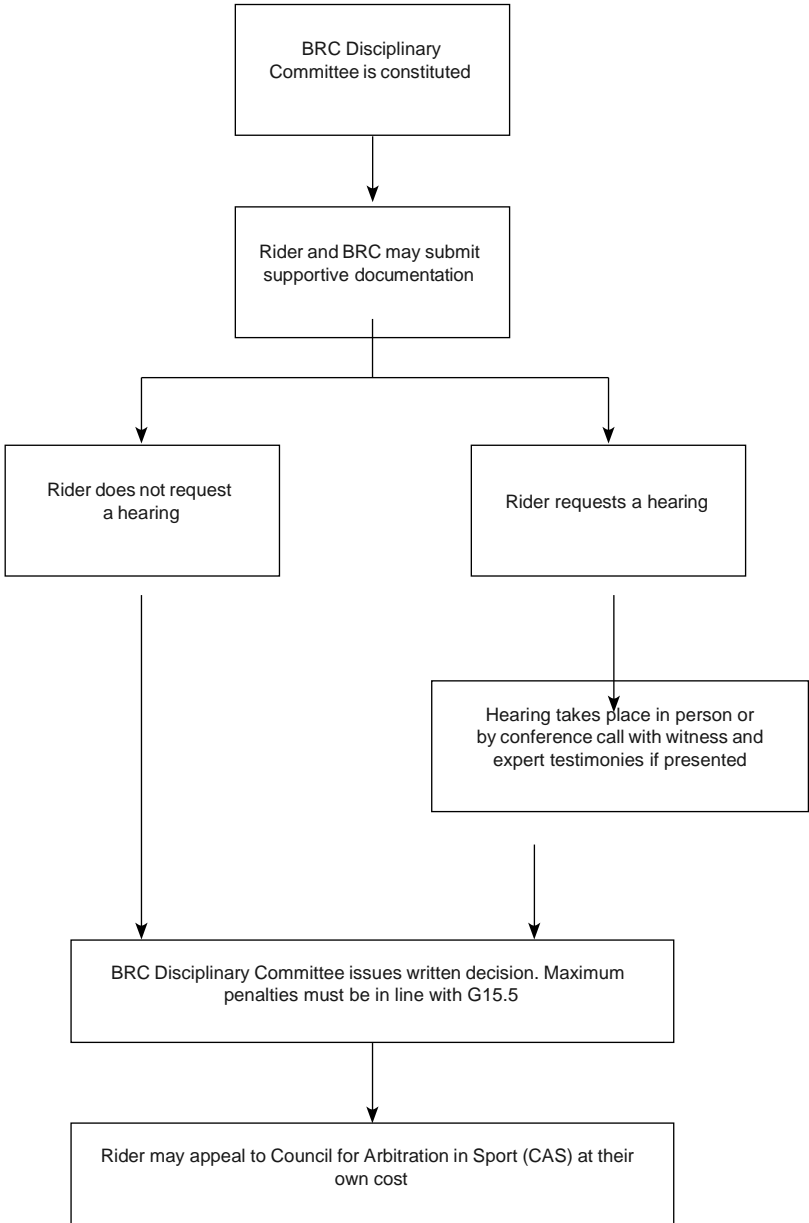 BRC Disciplinary
Committee is constituted
Rider and BRC may submit
supportive documentation
Rider does not request
a hearing
Rider requests a hearing
Hearing takes place in person or
by conference call with witness and
expert testimonies if presented
BRC Disciplinary Committee issues written decision. Maximum
penalties must be in line with G15.5
Rider may appeal to Council for Arbitration in Sport (CAS) at their
own cost